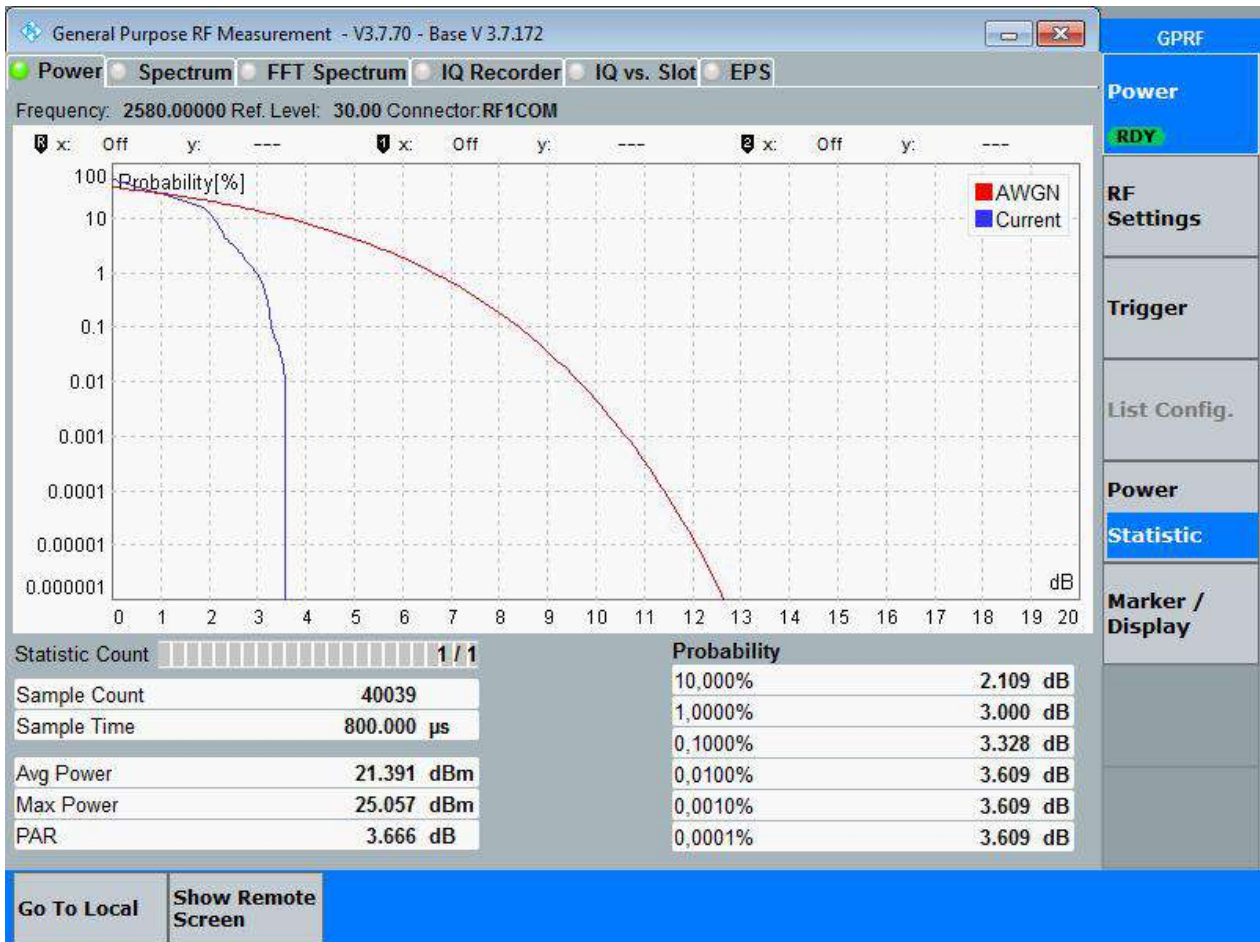 General Purpose RF Measurement - V3.7.70 - Base V 3.7.172
GPRF
Power Spectrum FFT Spectrum IQ Recorder IQ vs. Slot EPS
Frequency: 2580.00000 Ref. Level: 30.00 Connector: RF1COM
Power
RDY
R x: Off y: --- 1 x: Off y: --- 2 x: Off y: ---
Probability[%]
AWGN
Current
100
10
1
0.1
0.01
0.001
0.0001
0.00001
0.000001
dB
0 1 2 3 4 5 6 7 8 9 10 11 12 13 14 15 16 17 18 19 20
RF
Settings
Trigger
List Config.
Power
Statistic
Marker /
Display
Statistic Count 1 / 1
Sample Count 40039
Sample Time 800.000 µs
Avg Power 21.391 dBm
Max Power 25.057 dBm
PAR 3.666 dB
Probability
10,000% 2.109 dB
1,0000% 3.000 dB
0,1000% 3.328 dB
0,0100% 3.609 dB
0,0010% 3.609 dB
0,0001% 3.609 dB
Go To Local
Show Remote
Screen